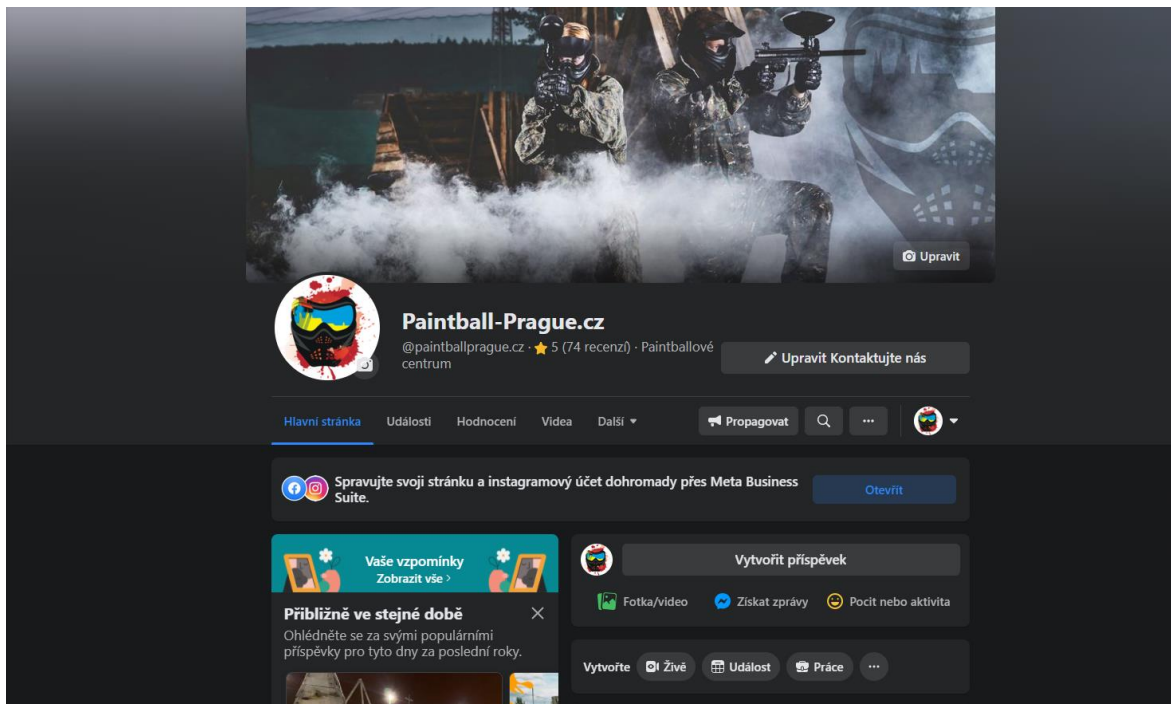 Upravit
Paintball-Prague.cz
@paintballprague.cz · 5 (74 recenzí) · Paintballové
centrum
Upravit Kontaktujte nás
Hlavní stránka
Události
Hodnocení
Videa
Další
Propagovat
Spravujte svoji stránku a instagramový účet dohromady přes Meta Business
Suite.
Otevřít
Vaše vzpomínky
Zobrazit vše
Přibližně ve stejné době
Ohlédněte se za svými populárními
příspěvky pro tyto dny za poslední roky.
Vytvořit příspěvek
Fotka/video
Získat zprávy
Pocit nebo aktivita
Vytvořte
Živě
Událost
Práce